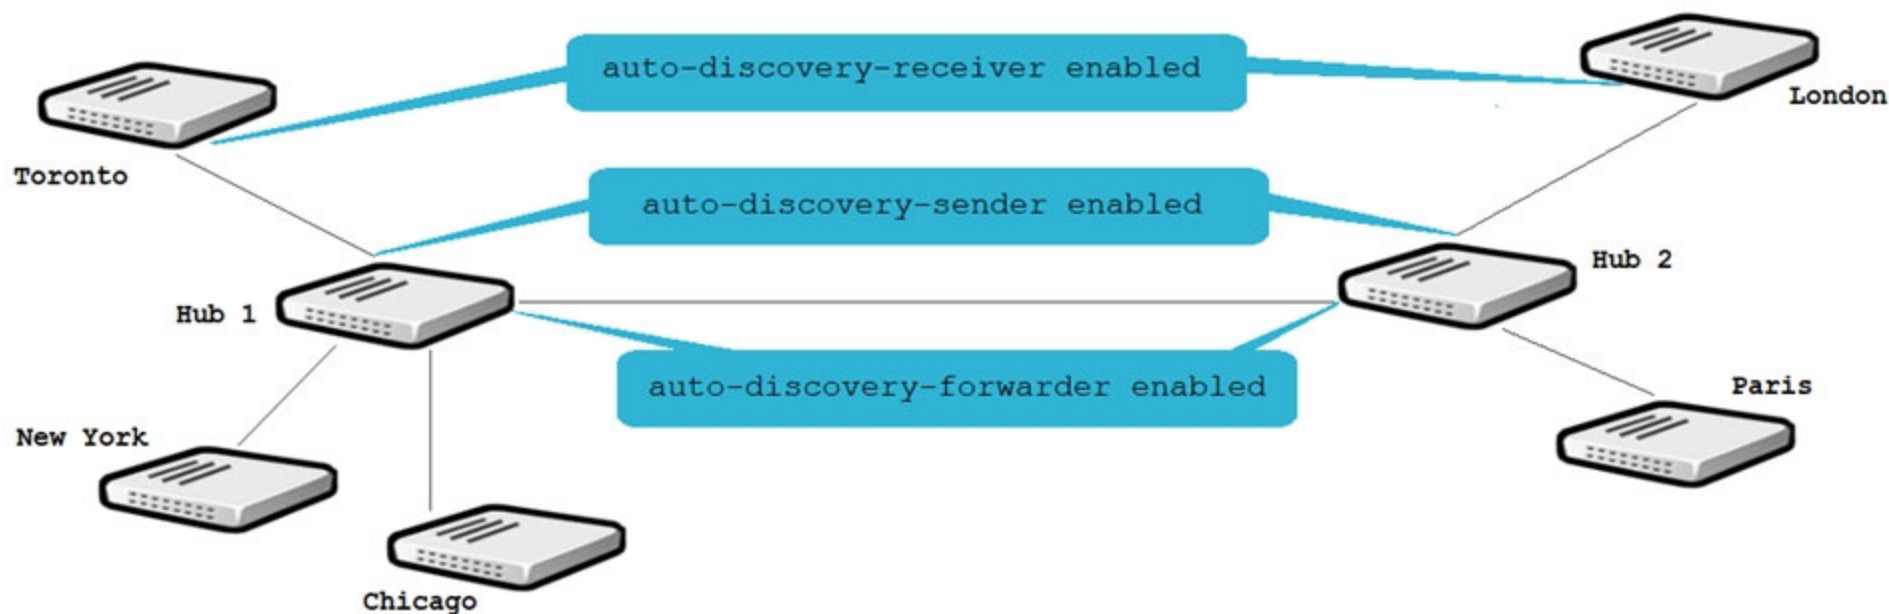 auto-discovery-receiver enabled
London
Toronto
auto-discovery-sender enabled
Hub 2
Hub 1
auto-discovery-forwarder enabled
Paris
New York
Chicago